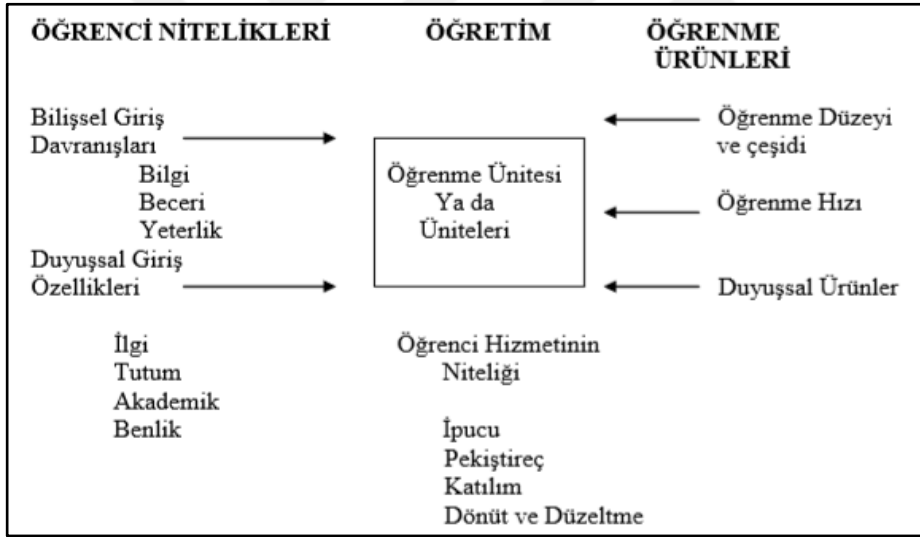 ÖĞRENCİ NİTELİKLERİ
ÖĞRETİM
ÖĞRENME
ÜRÜNLERİ
Bilişsel Giriş
Davranışları
Bilgi
Beceri
Yeterlik
Duyuşsal Giriş
Özellikleri
İlgi
Tutum
Akademik
Benlik
Öğrenme Ünitesi
Ya da
Üniteleri
Öğrenci Hizmetinin
Niteliği
İpucu
Pekiştireç
Katılım
Dönüt ve Düzeltme
Öğrenme Düzeyi
ve çeşidi
Öğrenme Hızı
Duyuşsal Ürünler